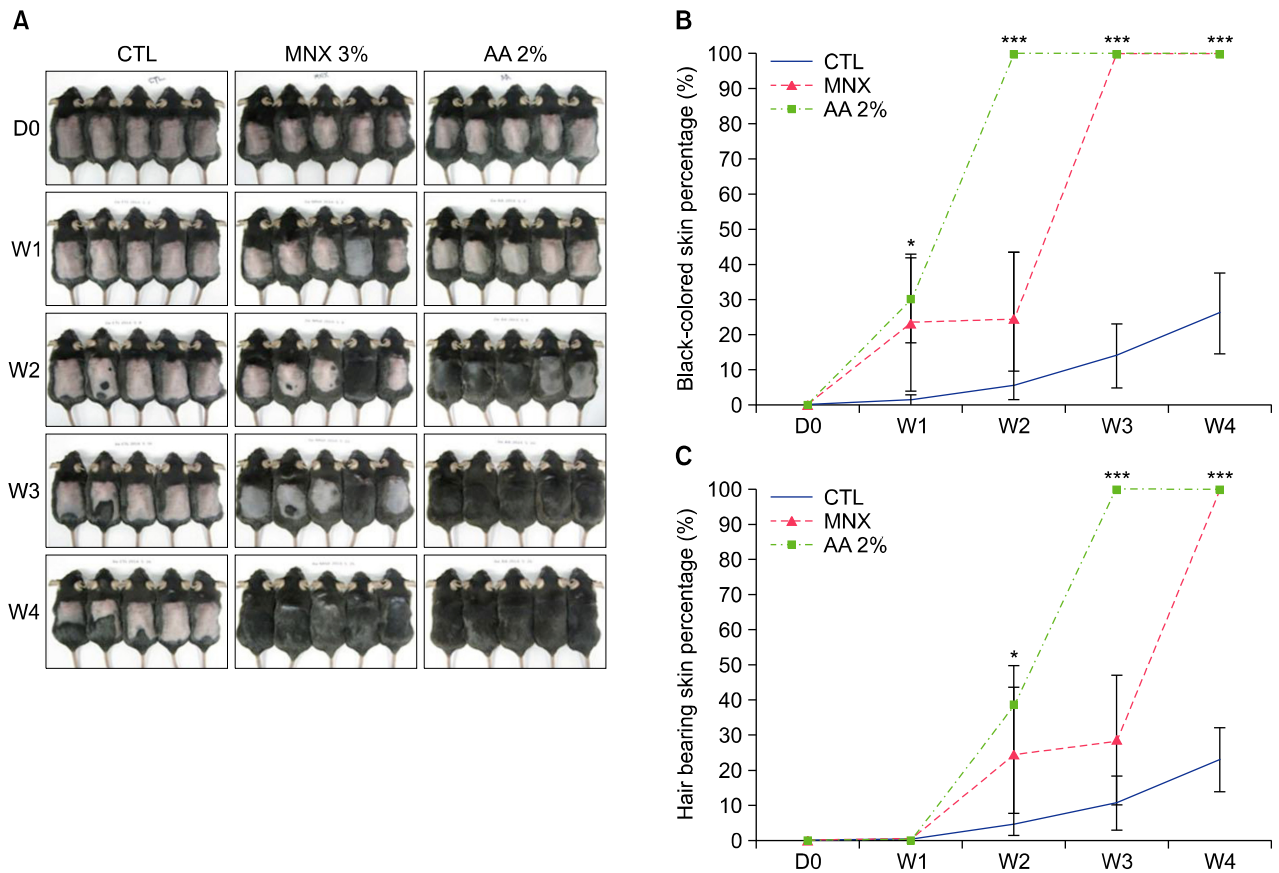 A
CTL MNX 3% AA 2%
D0
W1
W2
W3
W4
B
Black-colored skin percentage (%)
100
90
80
70
60
50
40
30
20
10
0
CTL
MNX
AA 2%
*
***
***
***
D0 W1 W2 W3 W4
C
Hair bearing skin percentage (%)
100
90
80
70
60
50
40
30
20
10
0
CTL
MNX
AA 2%
*
***
***
D0 W1 W2 W3 W4